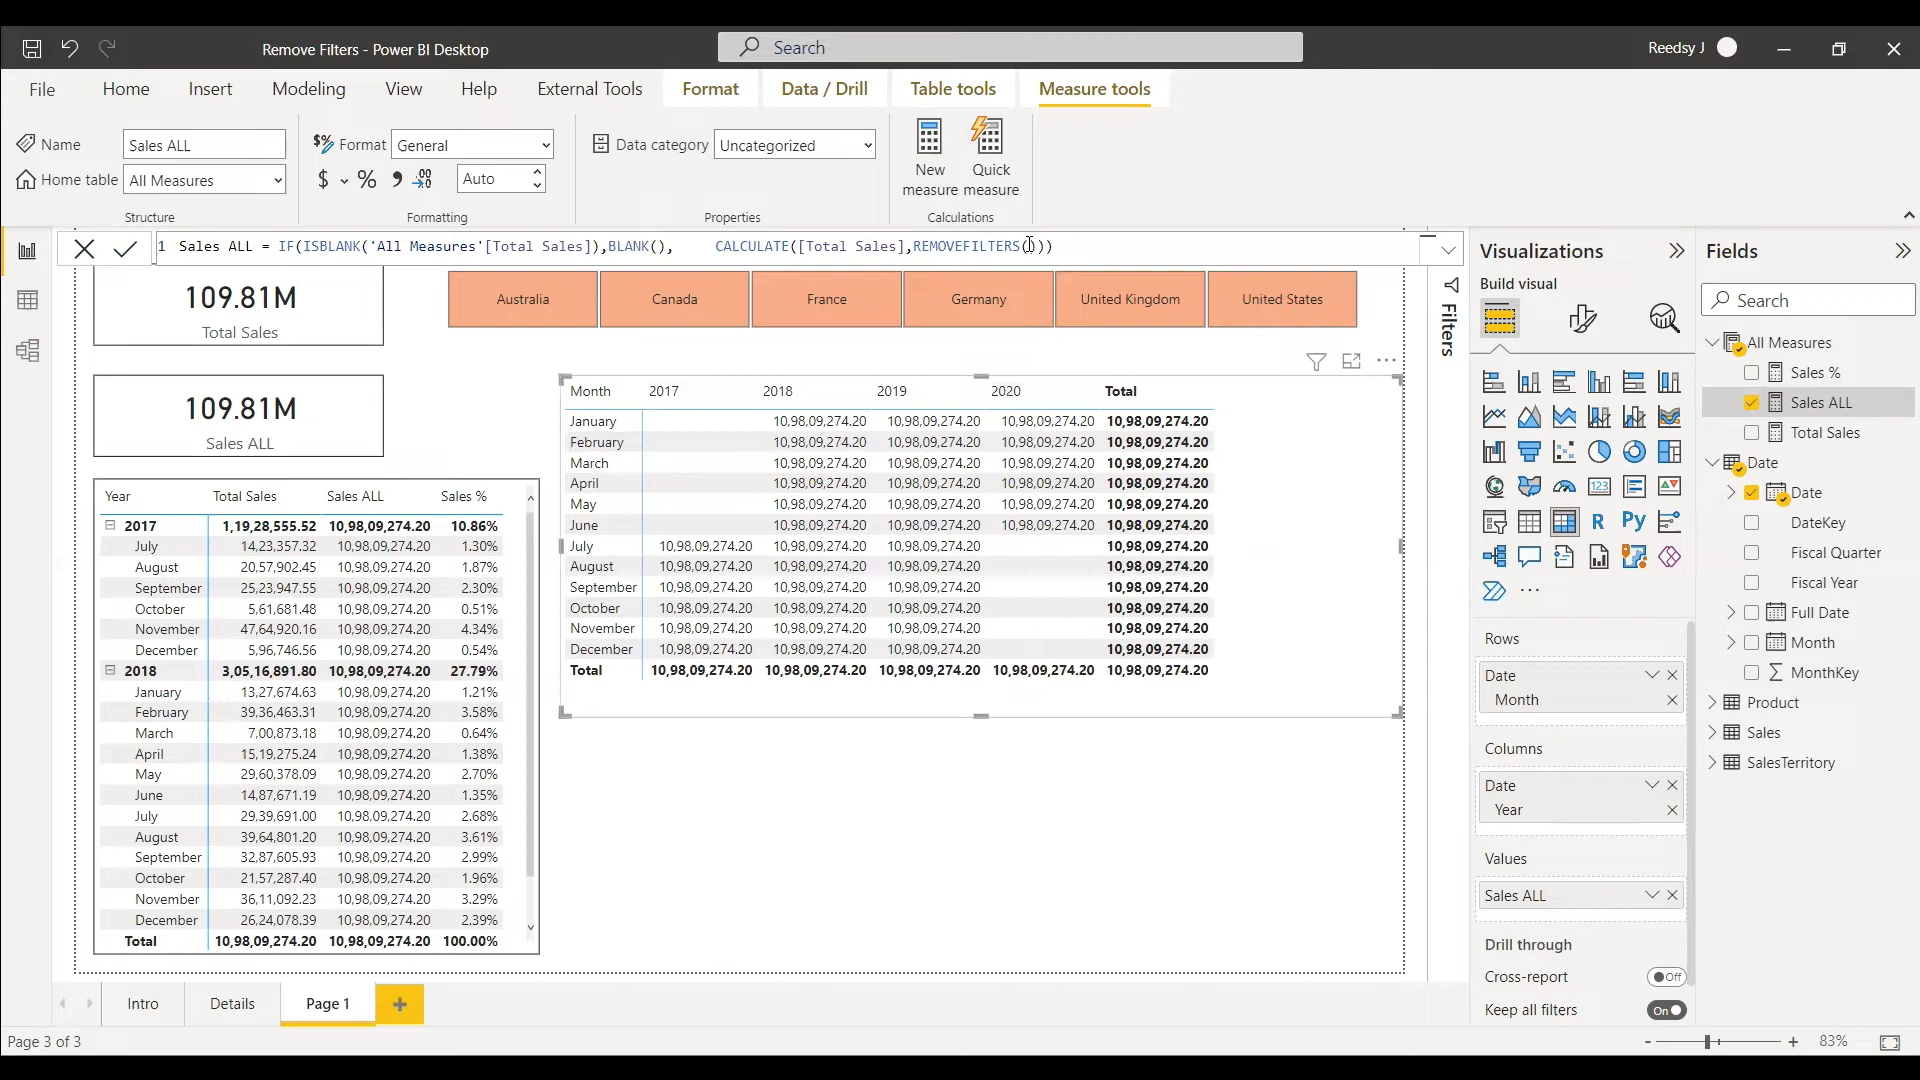 Remove Filters - Power BI Desktop
Search
Reedsy J
File Home Insert Modeling View Help External Tools Format Data / Drill Table tools Measure tools
Name Sales ALL
Home table All Measures
Structure
Format General
$ % , .00 Auto
Formatting
Data category Uncategorized
Properties
New measure
Quick measure
Calculations
1 Sales ALL = IF(ISBLANK('All Measures'[Total Sales]),BLANK(), CALCULATE([Total Sales],REMOVEFILTERS()))
109.81M
Total Sales
Australia Canada France Germany United Kingdom United States
109.81M
Sales ALL
Year Total Sales Sales ALL Sales %
2017 1,19,28,555.52 10,98,09,274.20 10.86%
July 14,23,357.32 10,98,09,274.20 1.30%
August 20,57,902.45 10,98,09,274.20 1.87%
September 25,23,947.55 10,98,09,274.20 2.30%
October 5,61,681.48 10,98,09,274.20 0.51%
November 47,64,920.16 10,98,09,274.20 4.34%
December 5,96,746.56 10,98,09,274.20 0.54%
2018 3,05,16,891.80 10,98,09,274.20 27.79%
January 13,27,674.63 10,98,09,274.20 1.21%
February 39,36,463.31 10,98,09,274.20 3.58%
March 7,00,873.18 10,98,09,274.20 0.64%
April 15,19,275.24 10,98,09,274.20 1.38%
May 29,60,378.09 10,98,09,274.20 2.70%
June 14,87,671.19 10,98,09,274.20 1.35%
July 29,39,691.00 10,98,09,274.20 2.68%
August 39,64,801.20 10,98,09,274.20 3.61%
September 32,87,605.93 10,98,09,274.20 2.99%
October 21,57,287.40 10,98,09,274.20 1.96%
November 36,11,092.23 10,98,09,274.20 3.29%
December 26,24,078.39 10,98,09,274.20 2.39%
Total 10,98,09,274.20 10,98,09,274.20 100.00%
Month 2017 2018 2019 2020 Total
January 10,98,09,274.20 10,98,09,274.20 10,98,09,274.20 10,98,09,274.20
February 10,98,09,274.20 10,98,09,274.20 10,98,09,274.20 10,98,09,274.20
March 10,98,09,274.20 10,98,09,274.20 10,98,09,274.20 10,98,09,274.20
April 10,98,09,274.20 10,98,09,274.20 10,98,09,274.20 10,98,09,274.20
May 10,98,09,274.20 10,98,09,274.20 10,98,09,274.20 10,98,09,274.20
June 10,98,09,274.20 10,98,09,274.20 10,98,09,274.20 10,98,09,274.20
July 10,98,09,274.20 10,98,09,274.20 10,98,09,274.20 10,98,09,274.20
August 10,98,09,274.20 10,98,09,274.20 10,98,09,274.20 10,98,09,274.20
September 10,98,09,274.20 10,98,09,274.20 10,98,09,274.20 10,98,09,274.20
October 10,98,09,274.20 10,98,09,274.20 10,98,09,274.20 10,98,09,274.20
November 10,98,09,274.20 10,98,09,274.20 10,98,09,274.20 10,98,09,274.20
December 10,98,09,274.20 10,98,09,274.20 10,98,09,274.20 10,98,09,274.20
Total 10,98,09,274.20 10,98,09,274.20 10,98,09,274.20 10,98,09,274.20 10,98,09,274.20
Filters
Visualizations
Build visual
123
R
Py
Rows
Date
Month
Columns
Date
Year
Values
Sales ALL
Drill through
Cross-report Off
Keep all filters On
Fields
Search
All Measures
Sales %
Sales ALL
Total Sales
Date
Date
DateKey
Fiscal Quarter
Fiscal Year
Full Date
Month
MonthKey
Product
Sales
SalesTerritory
Intro Details Page 1 +
Page 3 of 3
- + 83%